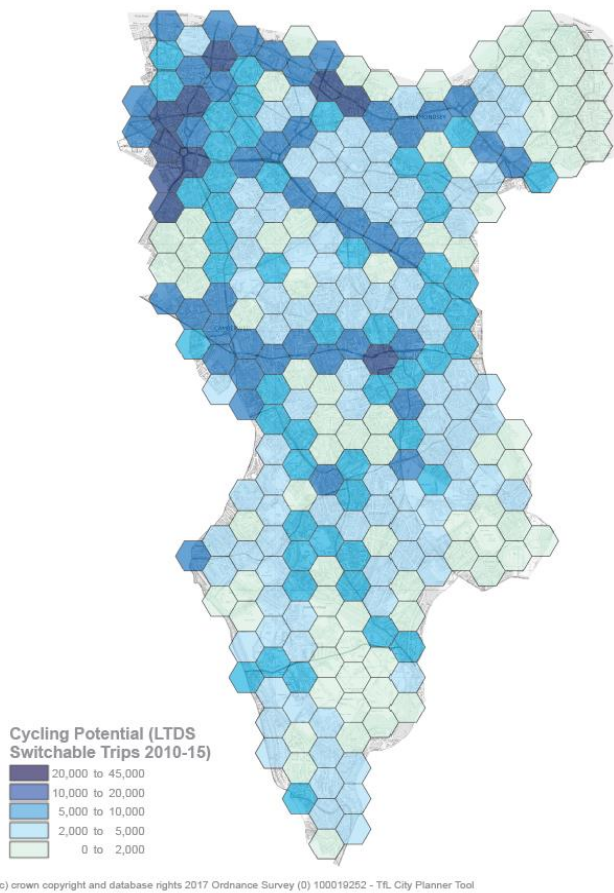 Cycling Potential (LTDS
Switchable Trips 2010-15)
20,000 to 45,000
10,000 to 20,000
5,000 to 10,000
2,000 to 5,000
0 to 2,000
c) crown copyright and database rights 2017 Ordnance Survey (0) 100019252 - TfL City Planner Tool